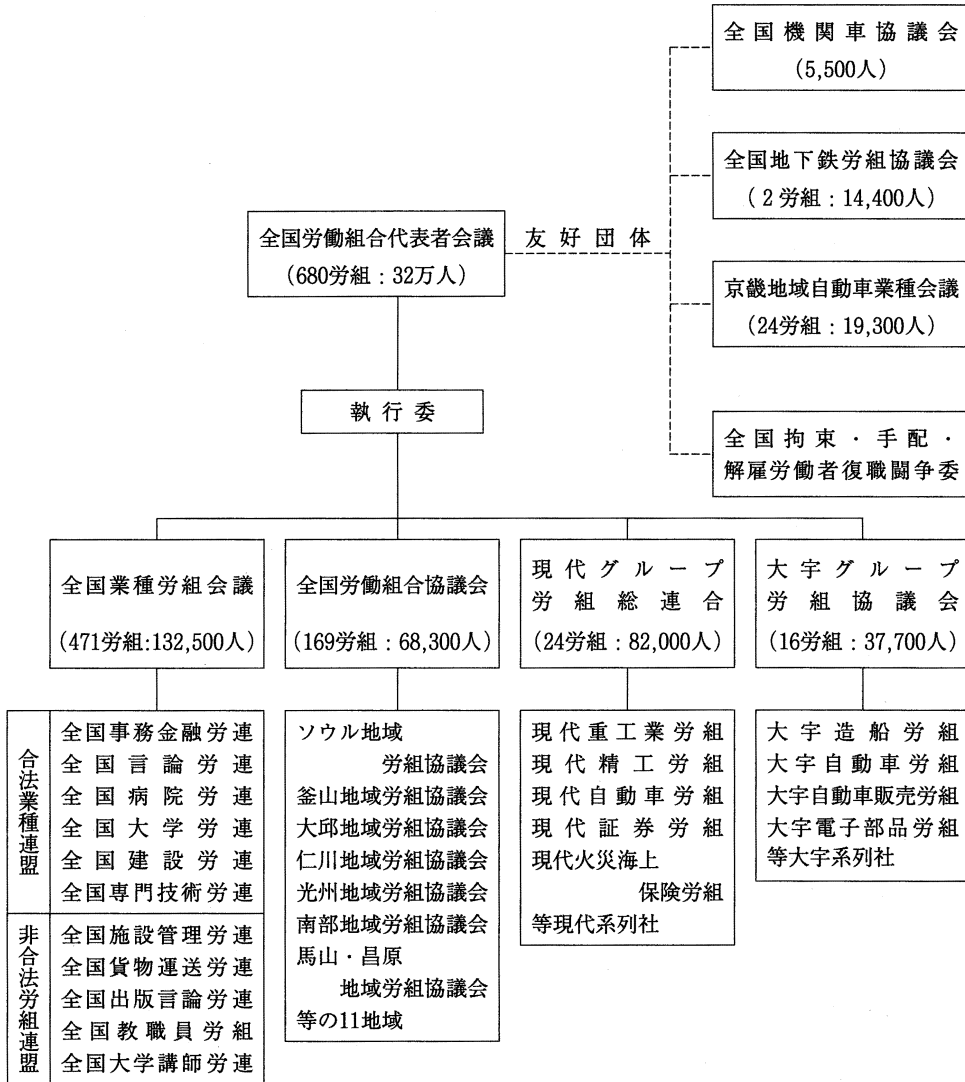 全国機関車協議会
(5,500人)
全国地下鉄労組協議会
(2労組:14,400人)
全国労働組合代表者会議
(680労組:32万人)
友好団体
京畿地域自動車業種会議
(24労組:19,300人)
執行委
全国拘束・手配・
解雇労働者復職闘争委
全国業種労組会議
(471労組:132,500人)
全国労働組合協議会
(169労組:68,300人)
現代グループ
労組総連合
(24労組:82,000人)
大宇グループ
労組協議会
(16労組:37,700人)
合法業種連盟
全国事務金融労連
全国言論労連
全国病院労連
全国大学労連
全国建設労連
全国専門技術労連
非合法労組連盟
全国施設管理労連
全国貨物運送労連
全国出版言論労連
全国教職員労組
全国大学講師労連
ソウル地域
労組協議会
釜山地域労組協議会
大邱地域労組協議会
仁川地域労組協議会
光州地域労組協議会
南部地域労組協議会
馬山・昌原
地域労組協議会
等の11地域
現代重工業労組
現代精工労組
現代自動車労組
現代証券労組
現代火災海上
保険労組
等現代系列社
大宇造船労組
大宇自動車労組
大宇自動車販売労組
大宇電子部品労組
等大宇系列社